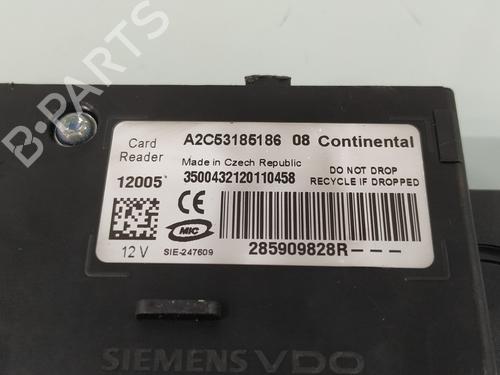 B-PARTS
Card Reader
A2C53185186 08 Continental
Made in Czech Republic
12005
3500432120110458
DO NOT DROP
RECYCLE IF DROPPED
CE
MIC
12 V
SIE-247609
285909828R---
SIEMENS VDO